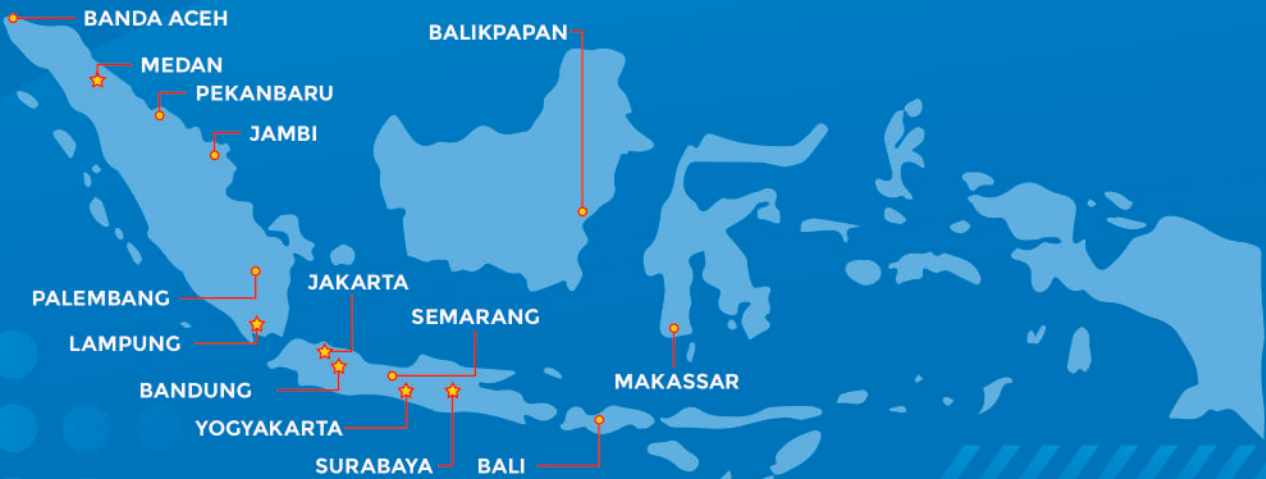 BANDA ACEH
BALIKPAPAN
MEDAN
PEKANBARU
JAMBI
JAKARTA
PALEMBANG
SEMARANG
LAMPUNG
MAKASSAR
BANDUNG
YOGYAKARTA
SURABAYA
BALI